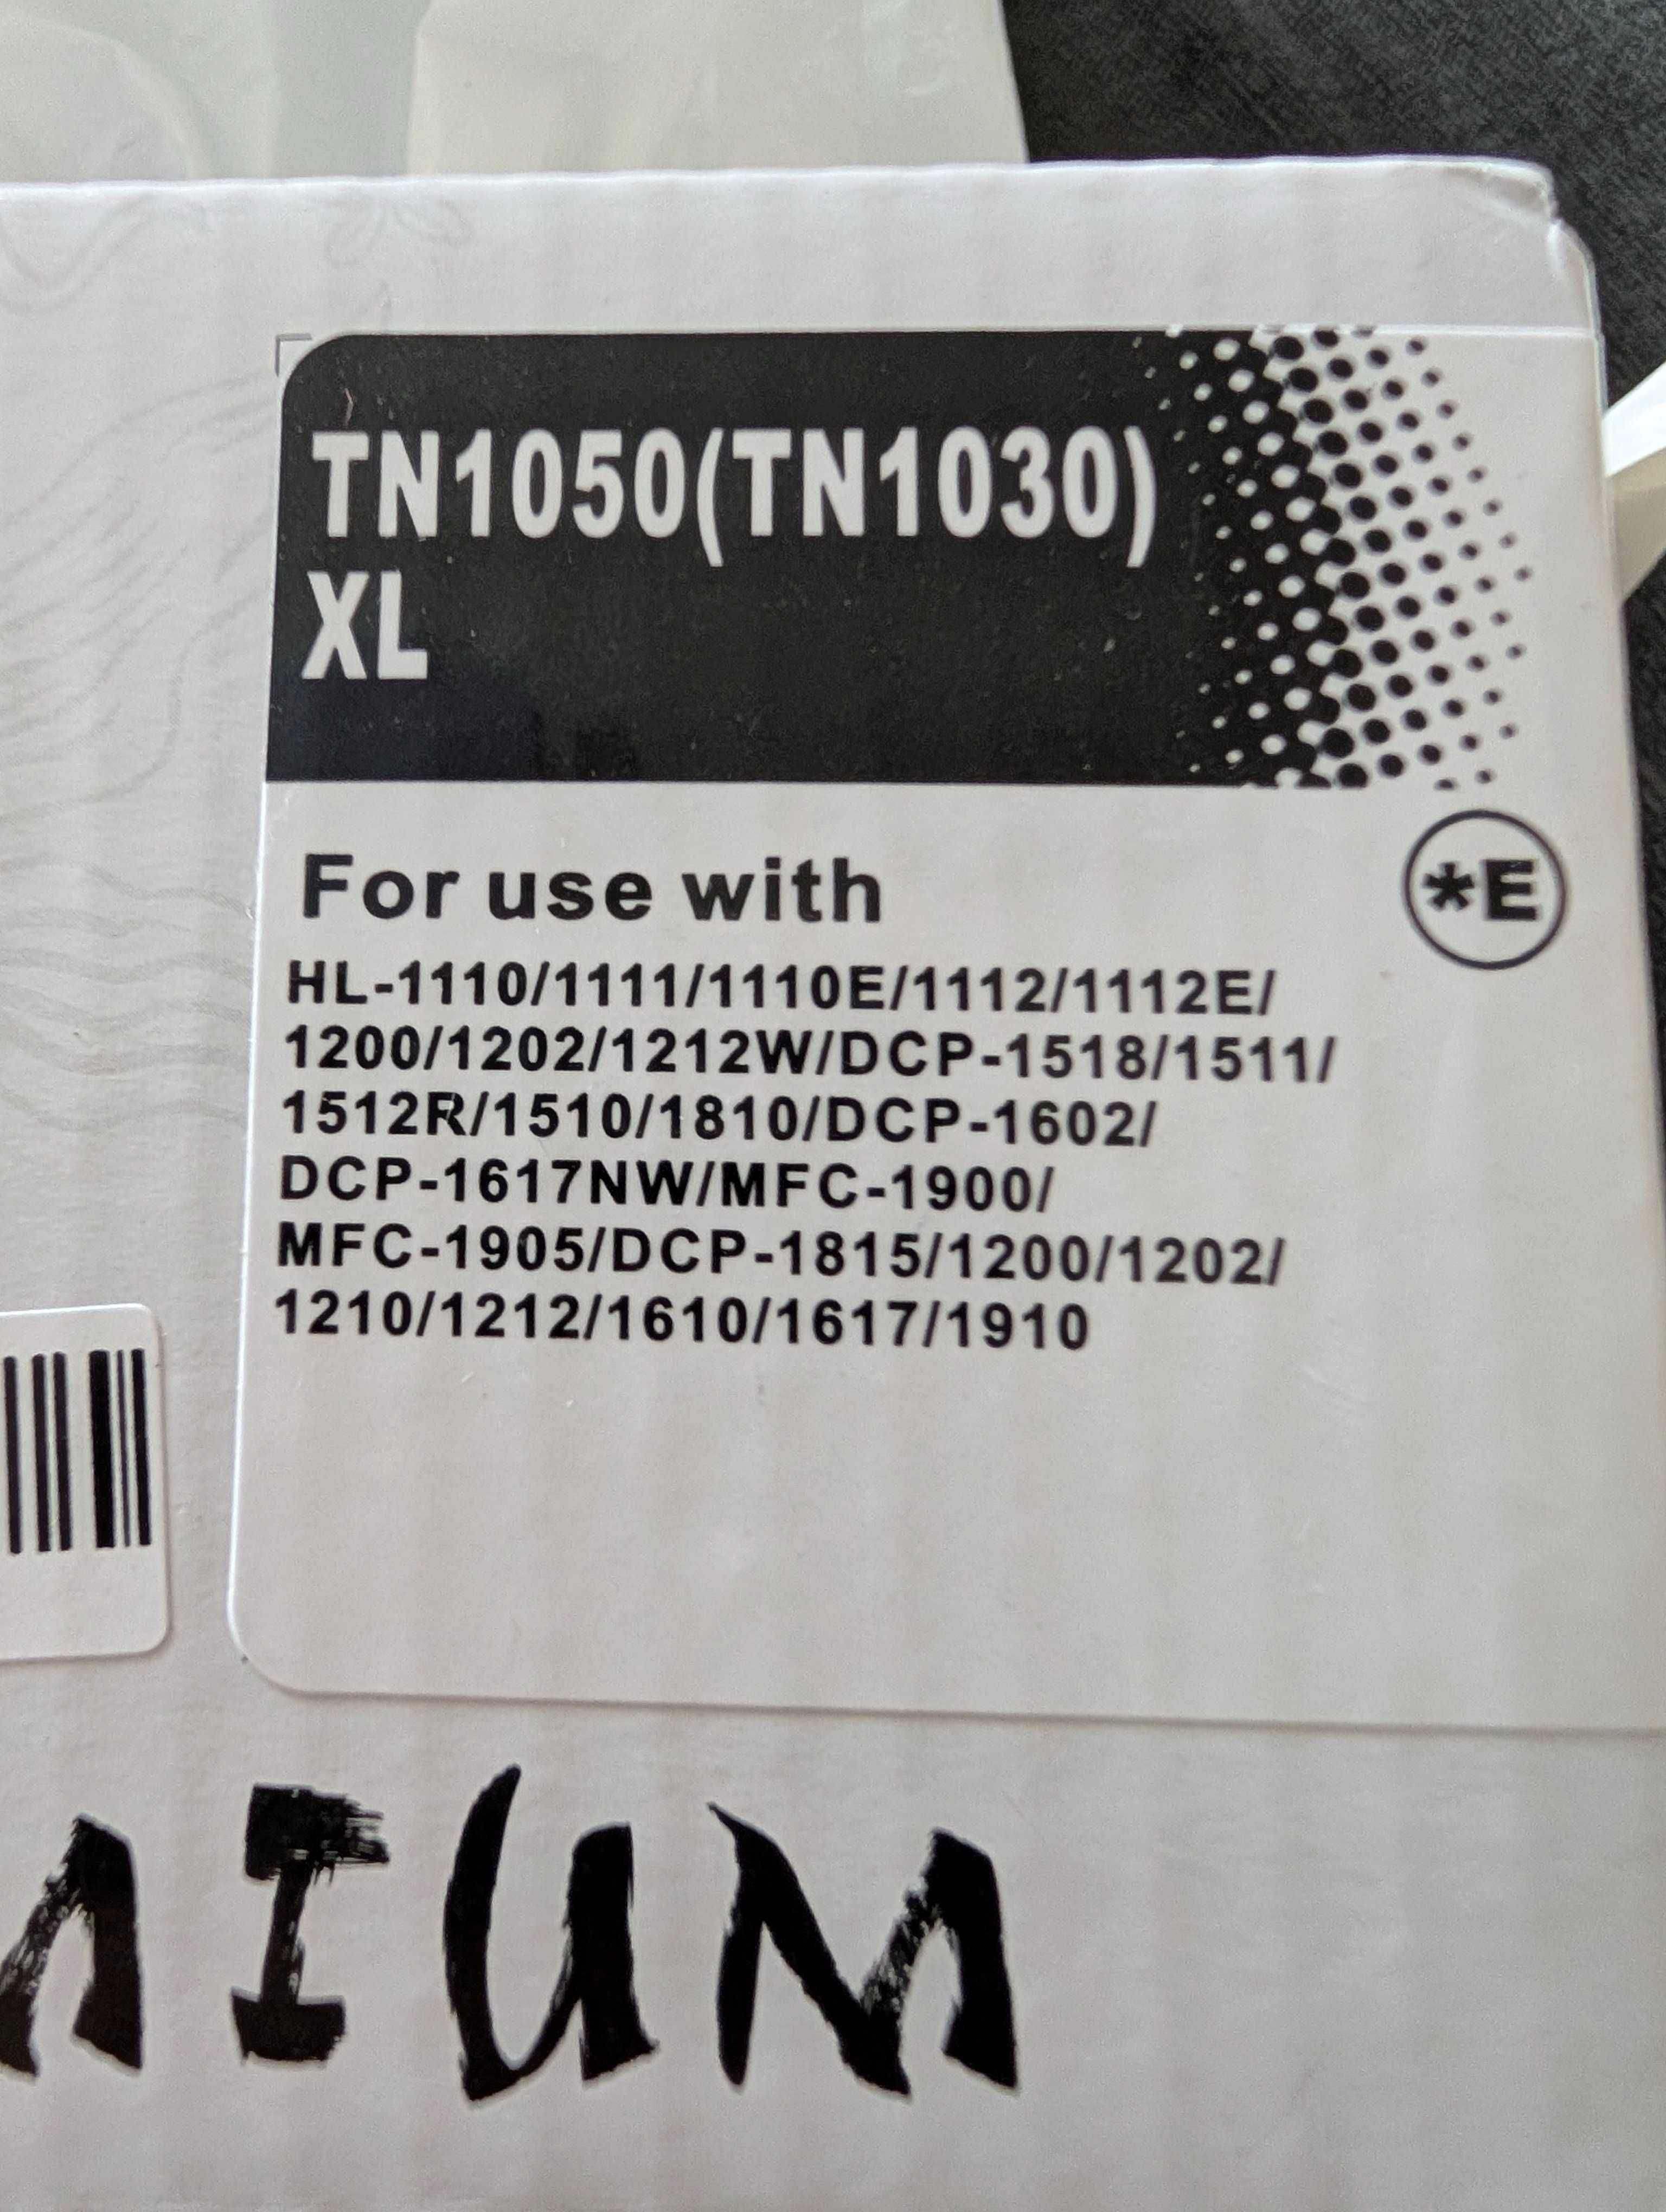 TN1050(TN1030)
XL
For use with
*E
HL-1110/1111/1110E/1112/1112E/
1200/1202/1212W/DCP-1518/1511/
1512R/1510/1810/DCP-1602/
DCP-1617NW/MFC-1900/
MFC-1905/DCP-1815/1200/1202/
1210/1212/1610/1617/1910
IUM